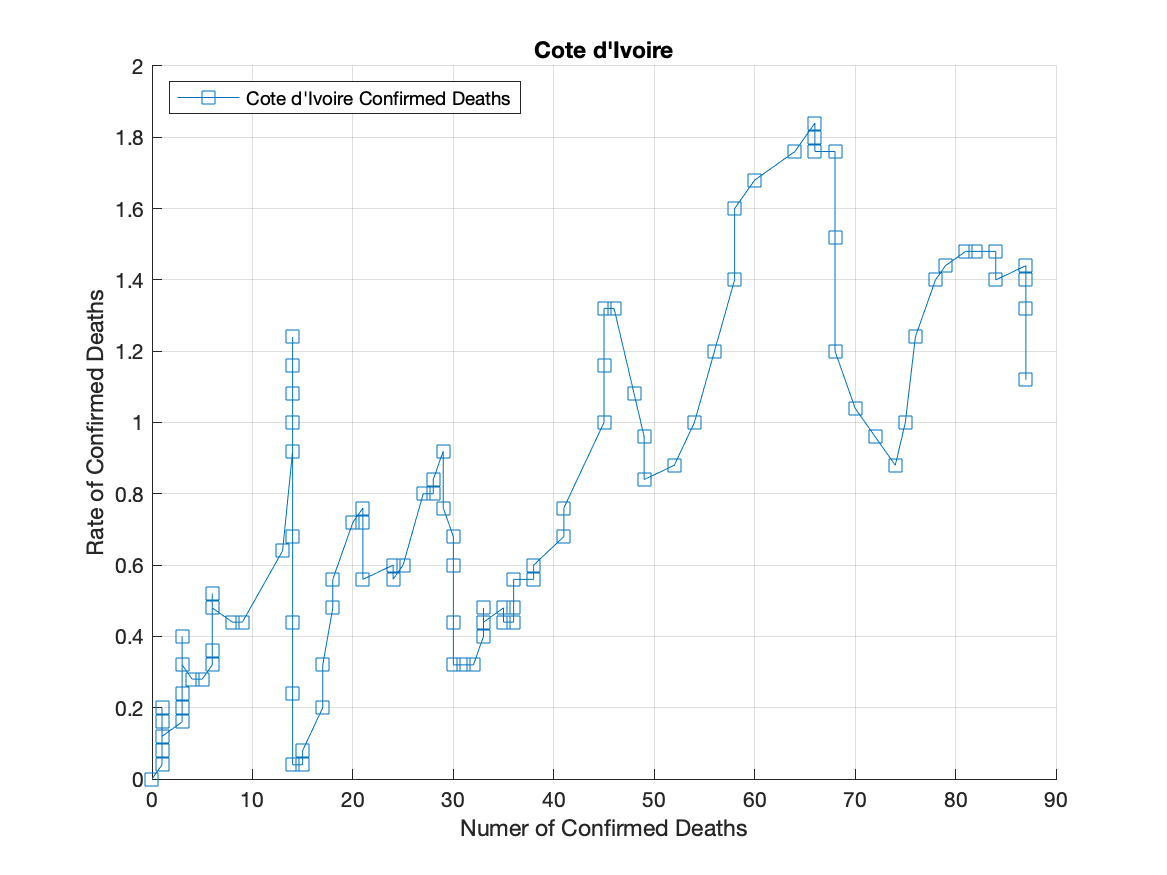 Cote d'Ivoire
Cote d'Ivoire Confirmed Deaths
Rate of Confirmed Deaths
2
1.8
1.6
1.4
1.2
1
0.8
0.6
0.4
0.2
0
0 10 20 30 40 50 60 70 80 90
Numer of Confirmed Deaths